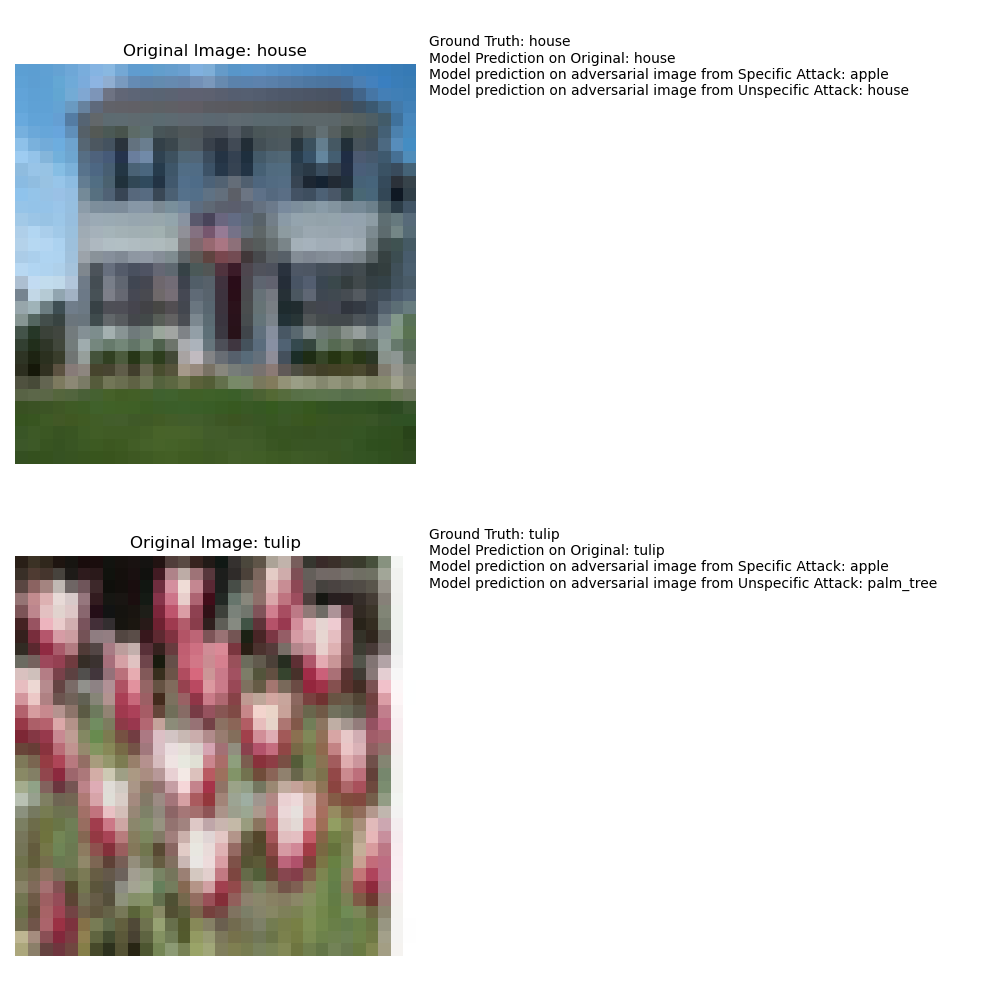 Original Image: house
Ground Truth: house
Model Prediction on Original: house
Model prediction on adversarial image from Specific Attack: apple
Model prediction on adversarial image from Unspecific Attack: house
Original Image: tulip
Ground Truth: tulip
Model Prediction on Original: tulip
Model prediction on adversarial image from Specific Attack: apple
Model prediction on adversarial image from Unspecific Attack: palm_tree